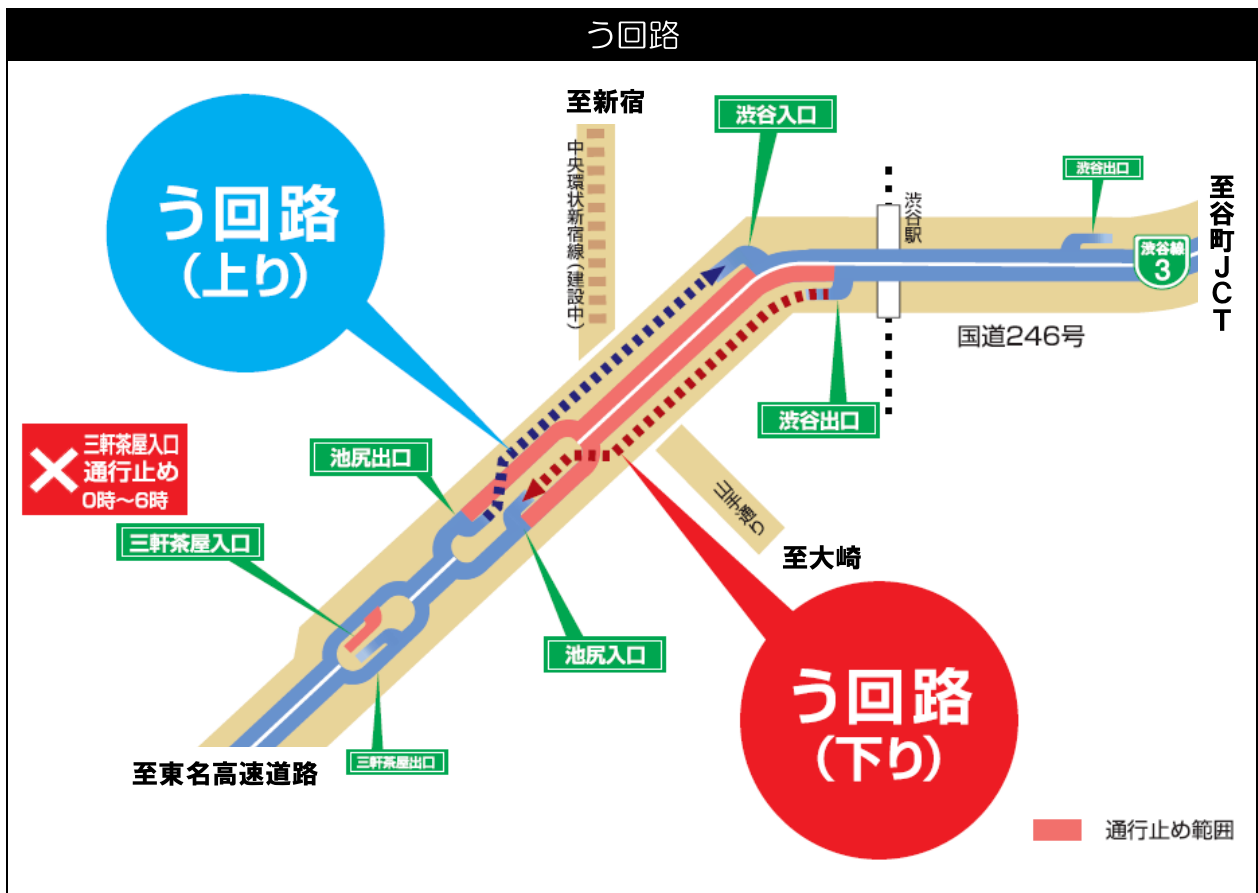 う回路
至新宿
渋谷入口
中央環状新宿線(建設中)
渋谷出口
渋谷駅
至谷町JCT
渋谷線
3
う回路
(上り)
国道246号
渋谷出口
三軒茶屋入口
通行止め
0時～6時
池尻出口
三軒茶屋入口
山手通り
至大崎
池尻入口
う回路
(下り)
至東名高速道路
三軒茶屋出口
通行止め範囲